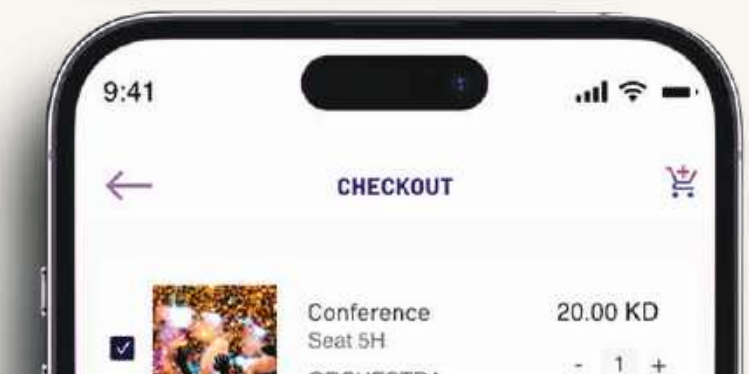 9:41
CHECKOUT
Conference 20.00 KD
Seat 5H
- 1 +